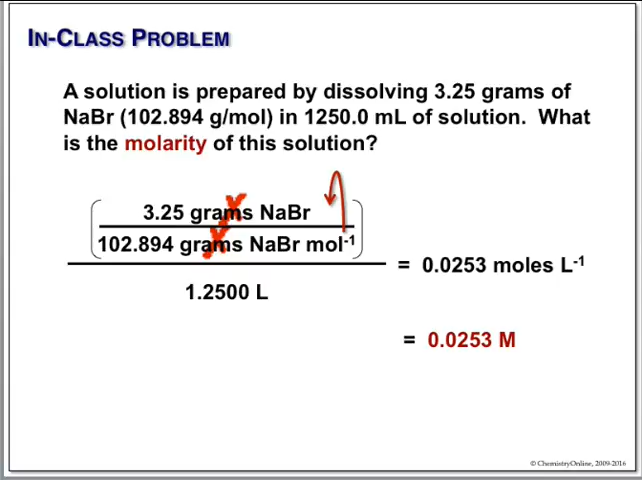 IN-CLASS PROBLEM
A solution is prepared by dissolving 3.25 grams of
NaBr (102.894 g/mol) in 1250.0 mL of solution.  What
is the molarity of this solution?
3.25 grams NaBr
102.894 grams NaBr mol⁻¹
= 0.0253 moles L⁻¹
1.2500 L
= 0.0253 M
© ChemistryOnline, 2009-2016